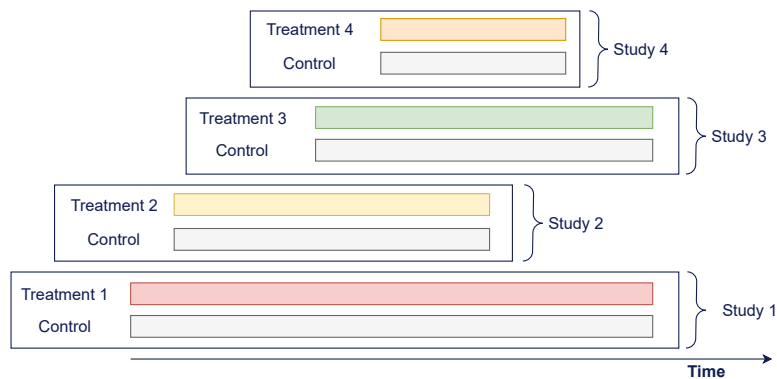 Treatment 4
Control
Study 4
Treatment 3
Control
Study 3
Treatment 2
Control
Study 2
Treatment 1
Control
Study 1
Time